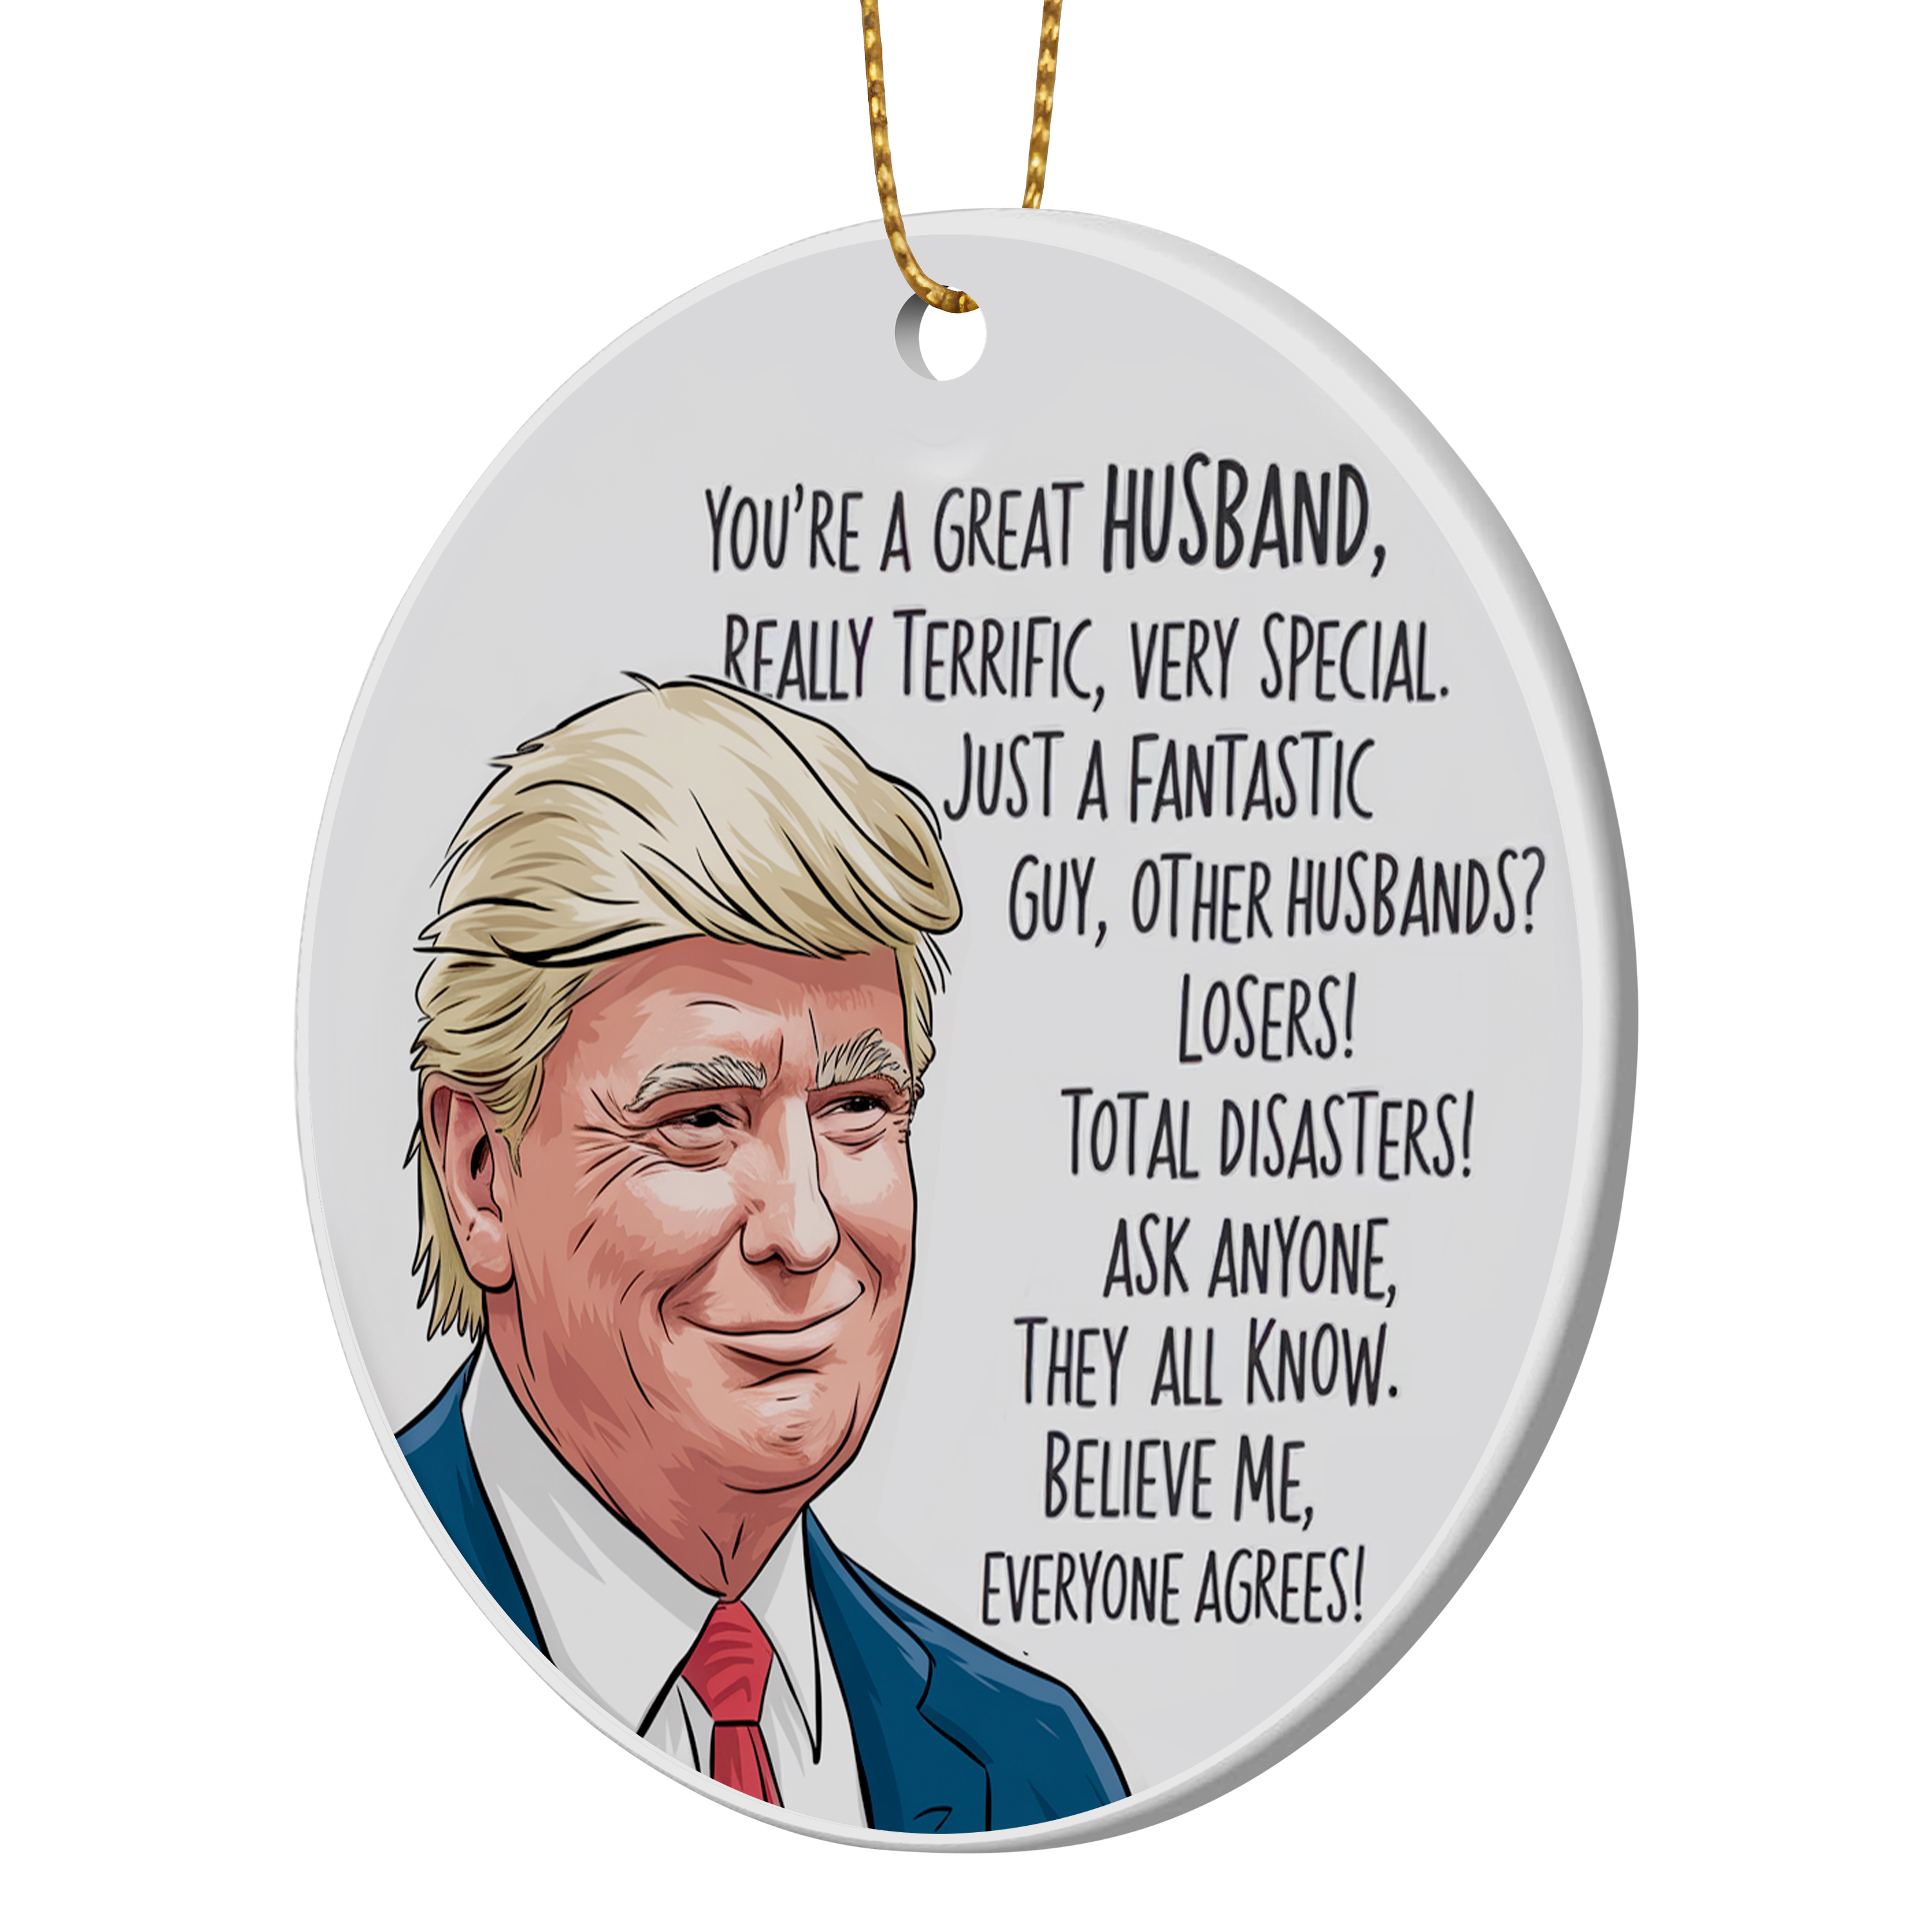 YOU'RE A GREAT HUSBAND,
REALLY TERRIFIC, VERY SPECIAL.
JUST A FANTASTIC
GUY, OTHER HUSBANDS?
LOSERS!
TOTAL DISASTERS!
ASK ANYONE,
THEY ALL KNOW.
BELIEVE ME,
EVERYONE AGREES!